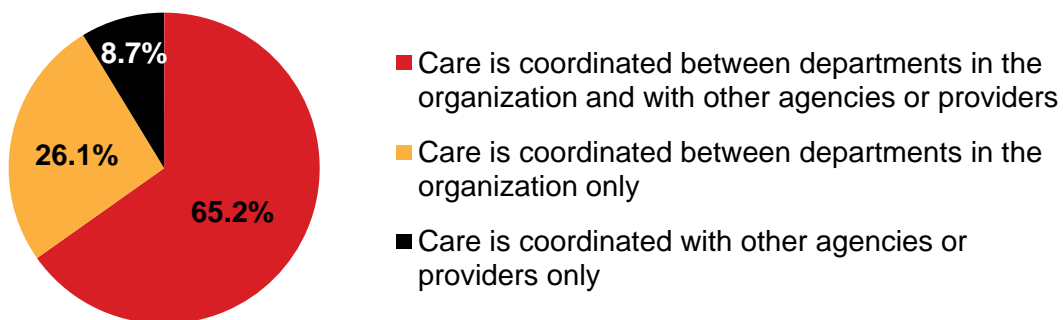 8.7%
26.1%
65.2%
Care is coordinated between departments in the
organization and with other agencies or providers
Care is coordinated between departments in the
organization only
Care is coordinated with other agencies or
providers only